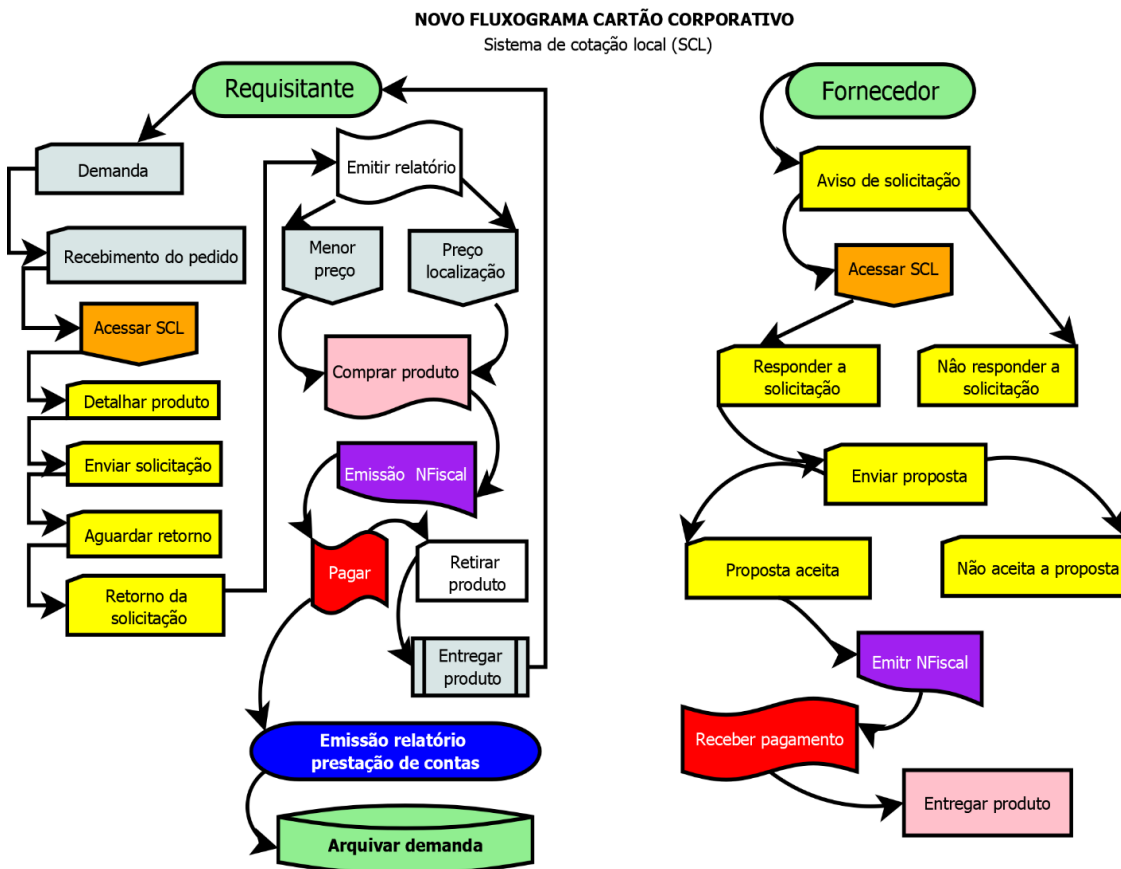 NOVO FLUXOGRAMA CARTÃO CORPORATIVO
Sistema de cotação local (SCL)
Requisitante
Demanda
Recebimento do pedido
Acessar SCL
Detalhar produto
Enviar solicitação
Aguardar retorno
Retorno da
solicitação
Emitir relatório
Menor
preço
Preço
localização
Comprar produto
Emissão NFiscal
Pagar
Retirar
produto
Entregar
produto
Emissão relatório
prestação de contas
Arquivar demanda
Fornecedor
Aviso de solicitação
Acessar SCL
Responder a
solicitação
Nâo responder a
solicitação
Enviar proposta
Proposta aceita
Não aceita a proposta
Emitr NFiscal
Receber pagamento
Entregar produto